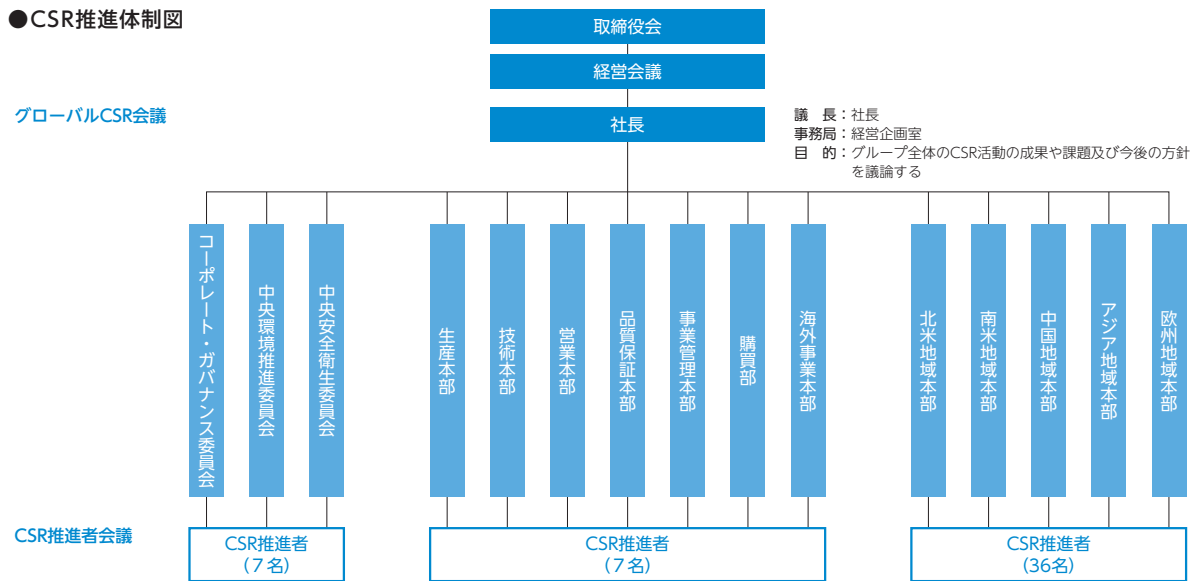 ●CSR推進体制図
取締役会
経営会議
グローバルCSR会議
社長
議　長：社長
事務局：経営企画室
目　的：グループ全体のCSR活動の成果や課題及び今後の方針
を議論する
コーポレート・ガバナンス委員会
中央環境推進委員会
中央安全衛生委員会
生産本部
技術本部
営業本部
品質保証本部
事業管理本部
購買部
海外事業本部
北米地域本部
南米地域本部
中国地域本部
アジア地域本部
欧州地域本部
CSR推進者会議
CSR推進者
（7名）
CSR推進者
（7名）
CSR推進者
（36名）